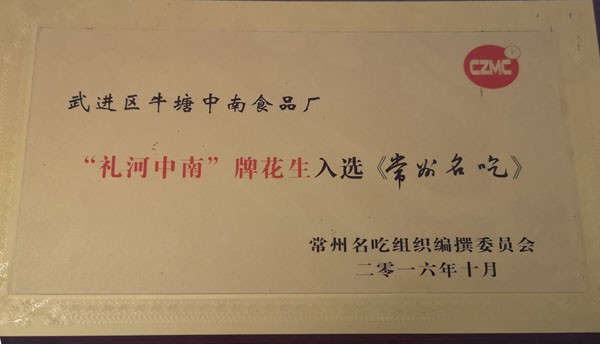 CZMC
武进区牛塘中南食品厂
“礼河中南”牌花生入选《常州名吃》
常州名吃组织编撰委员会
二零一六年十月